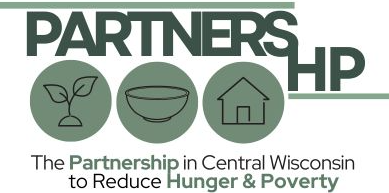 PARTNERS
HP
The Partnership in Central Wisconsin
to Reduce Hunger & Poverty